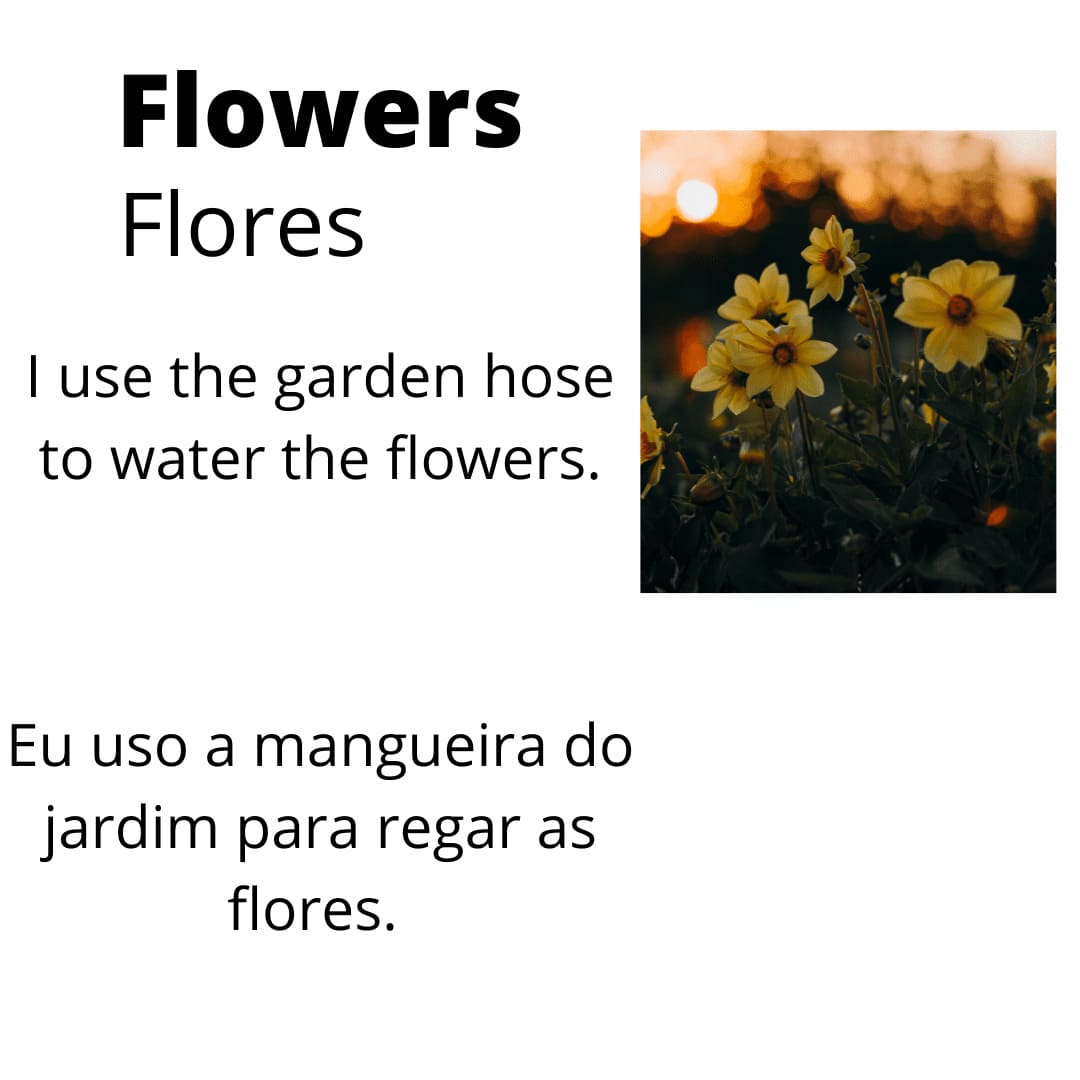 Flowers
Flores
I use the garden hose
to water the flowers.
Eu uso a mangueira do
jardim para regar as
flores.